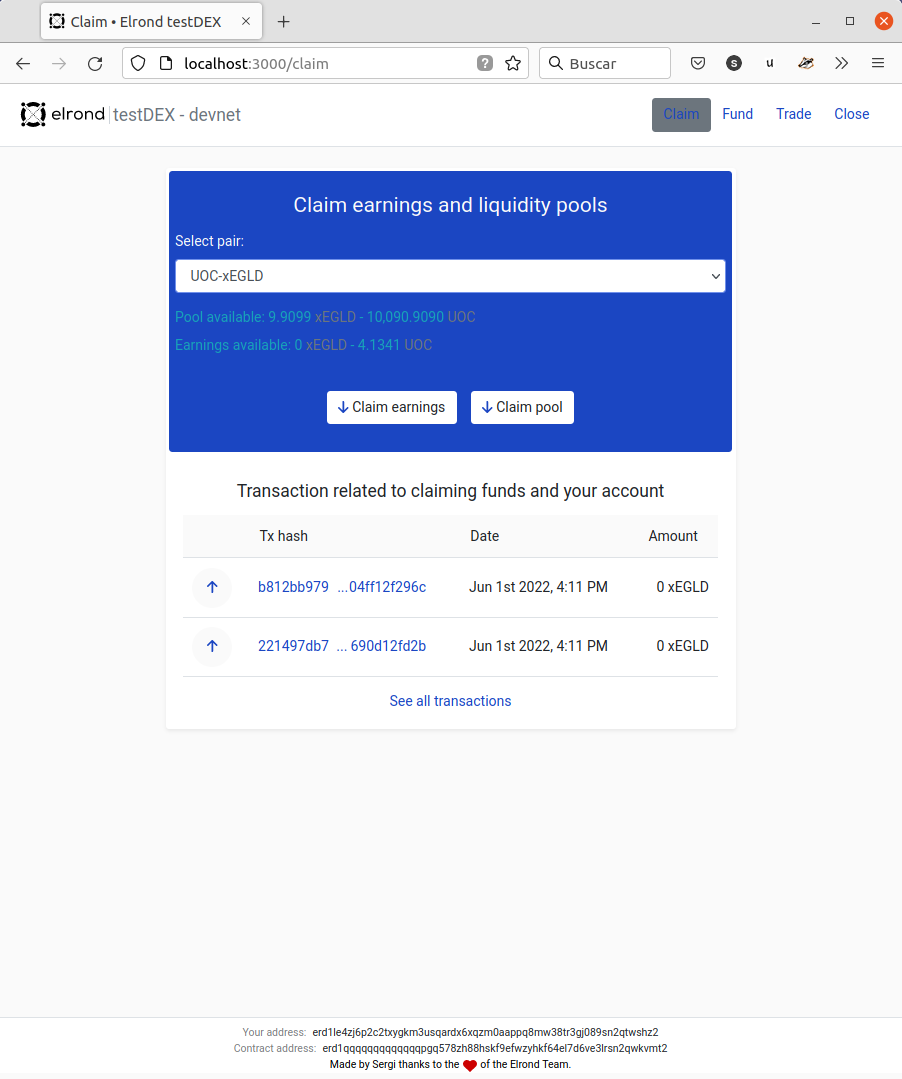 Claim • Elrond testDEX
localhost:3000/claim
Buscar
elrond testDEX - devnet
Claim Fund Trade Close
Claim earnings and liquidity pools
Select pair:
UOC-xEGLD
Pool available: 9.9099 xEGLD - 10,090.9090 UOC
Earnings available: 0 xEGLD - 4.1341 UOC
Claim earnings Claim pool
Transaction related to claiming funds and your account
Tx hash Date Amount
b812bb979 ...04ff12f296c Jun 1st 2022, 4:11 PM 0 xEGLD
221497db7 ... 690d12fd2b Jun 1st 2022, 4:11 PM 0 xEGLD
See all transactions
Your address: erd1le4zj6p2c2txygkm3usqardx6xqzm0aappq8mw38tr3gj089sn2qtwshz2
Contract address: erd1qqqqqqqqqqqqqpgq578zh88hskf9efwzyhkf64el7d6ve3lrsn2qwkvmt2
Made by Sergi thanks to the ❤ of the Elrond Team.